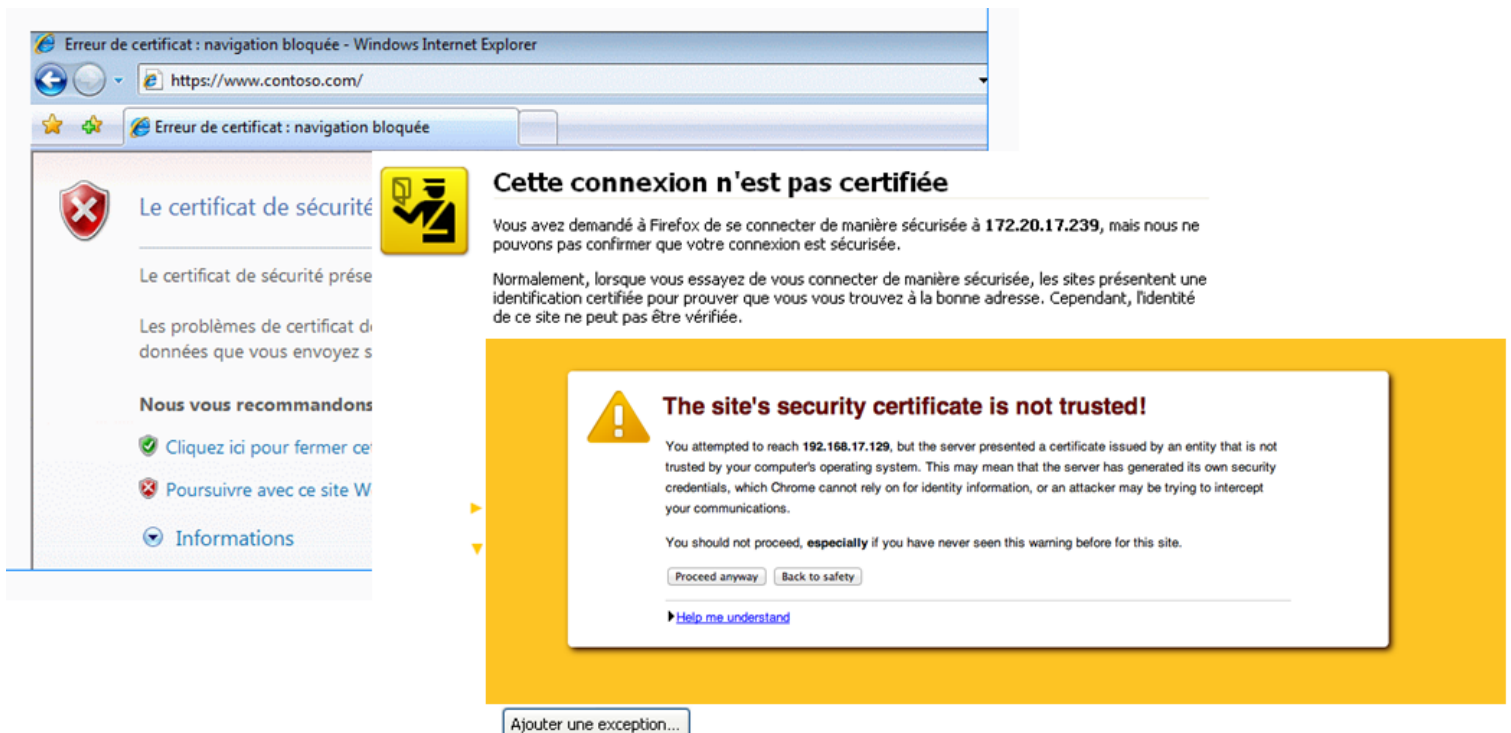 Erreur de certificat : navigation bloquée - Windows Internet Explorer
https://www.contoso.com/
Erreur de certificat : navigation bloquée
Le certificat de sécurité
Le certificat de sécurité prése
Les problèmes de certificat d
données que vous envoyez s
Nous vous recommandons
Cliquez ici pour fermer ce
Poursuivre avec ce site W
Informations
Cette connexion n'est pas certifiée
Vous avez demandé à Firefox de se connecter de manière sécurisée à 172.20.17.239, mais nous ne
pouvons pas confirmer que votre connexion est sécurisée.
Normalement, lorsque vous essayez de vous connecter de manière sécurisée, les sites présentent une
identification certifiée pour prouver que vous vous trouvez à la bonne adresse. Cependant, l'identité
de ce site ne peut pas être vérifiée.
The site's security certificate is not trusted!
You attempted to reach 192.168.17.129, but the server presented a certificate issued by an entity that is not
trusted by your computer's operating system. This may mean that the server has generated its own security
credentials, which Chrome cannot rely on for identity information, or an attacker may be trying to intercept
your communications.
You should not proceed, especially if you have never seen this warning before for this site.
Proceed anyway Back to safety
Help me understand
Ajouter une exception...